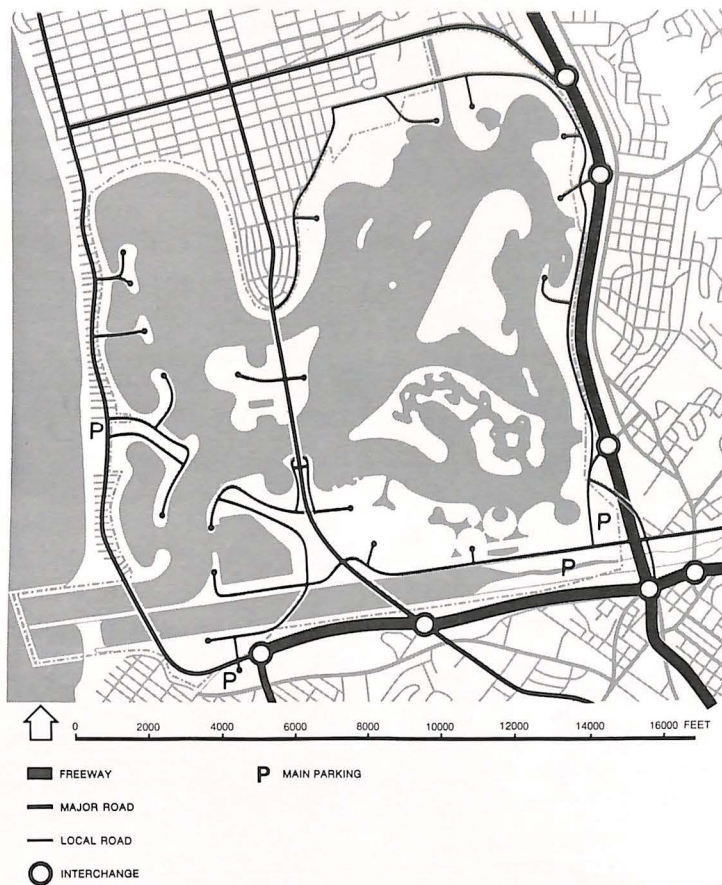 P
P
P
P
0 2000 4000 6000 8000 10000 12000 14000 16000 FEET
FREEWAY P MAIN PARKING
MAJOR ROAD
LOCAL ROAD
INTERCHANGE